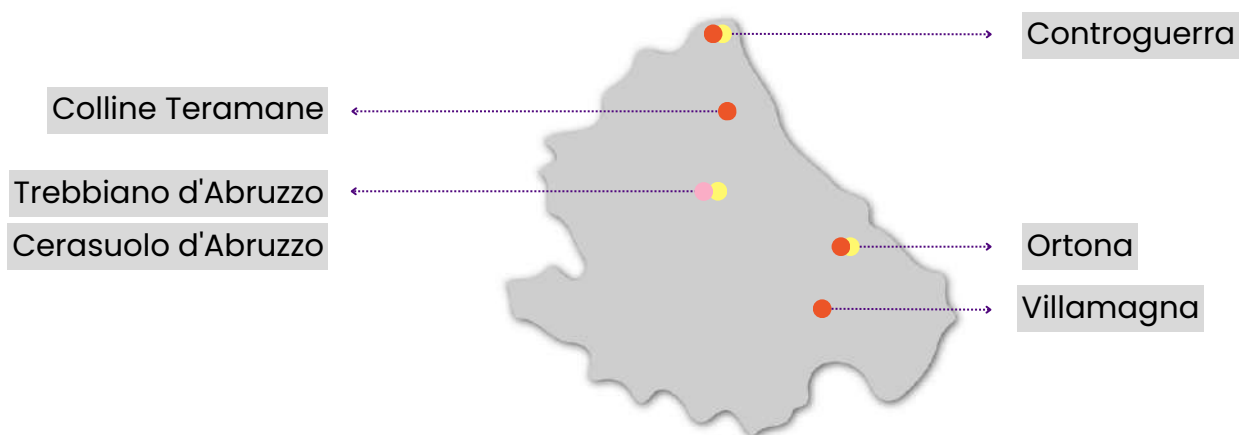 Controguerra
Colline Teramane
Trebbiano d'Abruzzo
Cerasuolo d'Abruzzo
Ortona
Villamagna